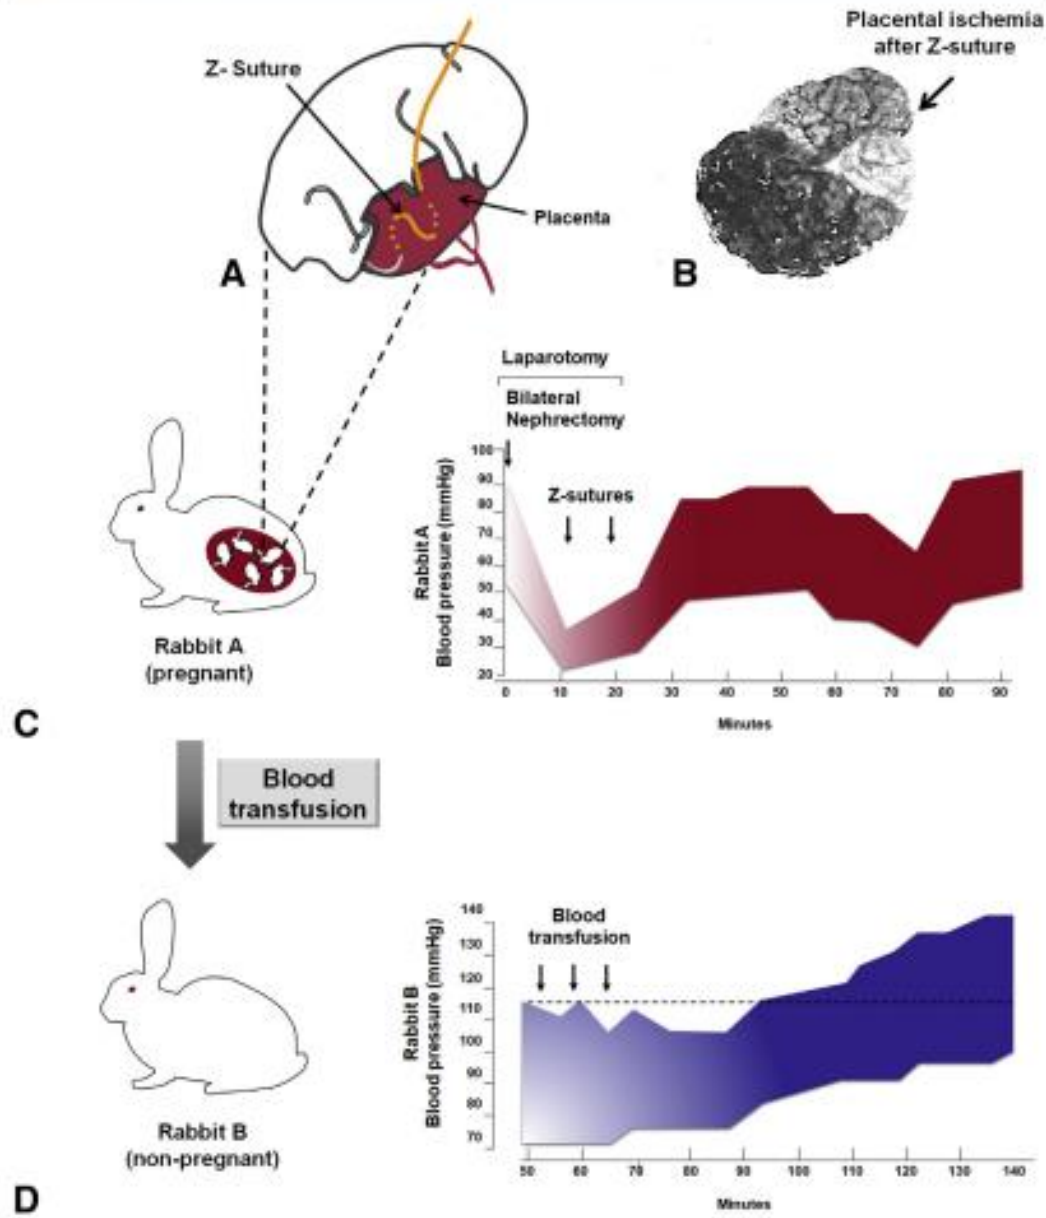 Z- Suture
Placenta
A
Placental ischemia
after Z-suture
B
Laparotomy
Bilateral
Nephrectomy
Z-sutures
Rabbit A
Blood pressure (mmHg)
100
90
80
70
60
50
40
30
20
0 10 20 30 40 50 60 70 80 90
Minutes
Rabbit A
(pregnant)
C
Blood
transfusion
Blood
transfusion
Rabbit B
Blood pressure (mmHg)
140
130
120
110
100
90
80
70
50 60 70 80 90 100 110 120 130 140
Minutes
Rabbit B
(non-pregnant)
D